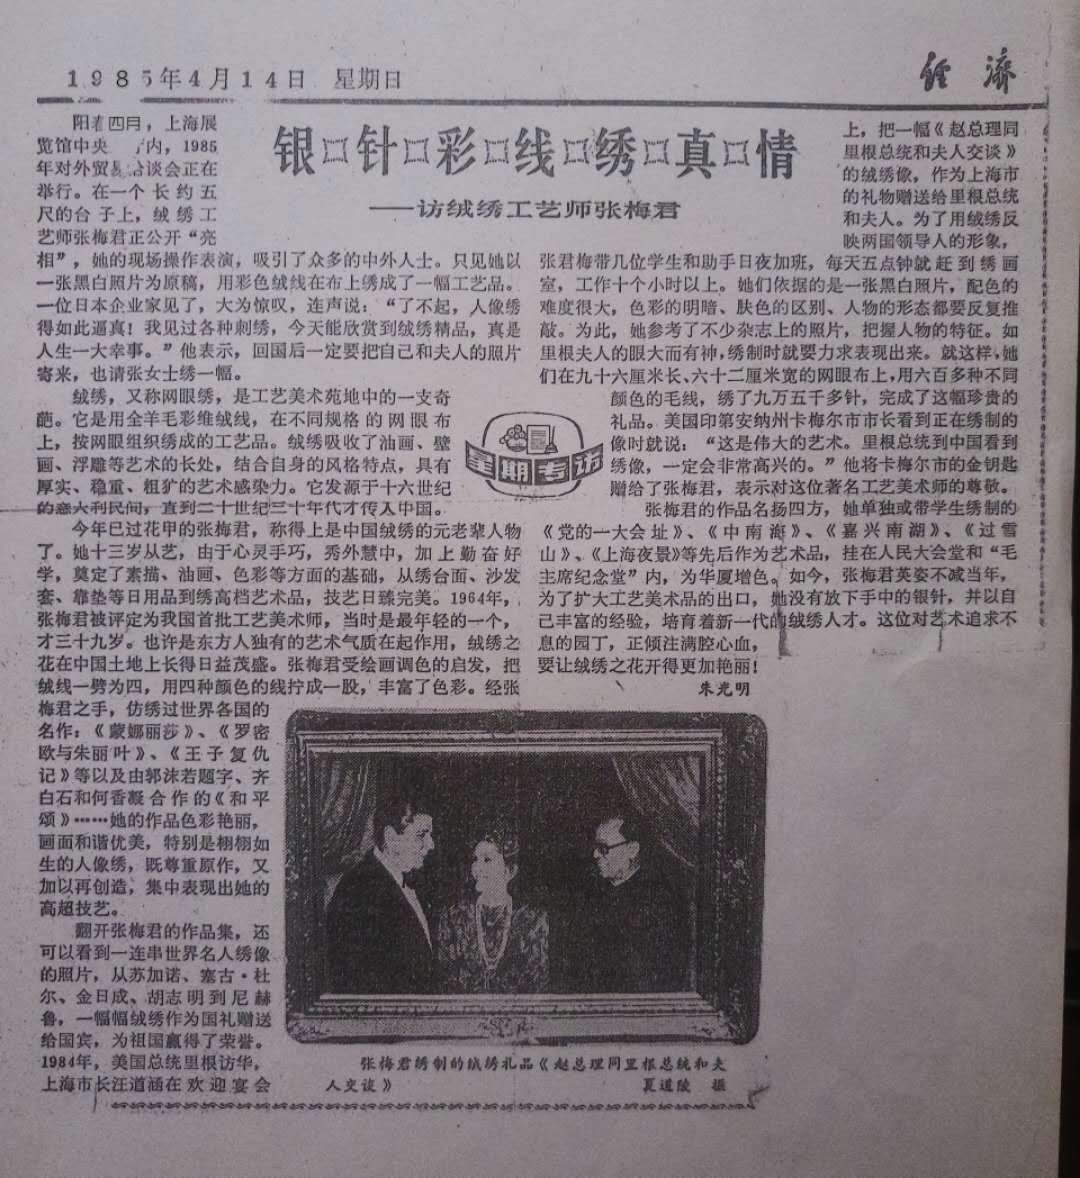 1985年4月14日 星期日
经济
银针彩线绣真情
——访绒绣工艺师张梅君
阳春四月，上海展
览馆中央 厅内，1985
年对外贸易洽谈会正在
举行。在一个长约五
尺的台子上，绒绣工
艺师张梅君正公开“亮
相”，她的现场操作表演，吸引了众多的中外人士。只见她以
一张黑白照片为原稿，用彩色绒线在布上绣成了一幅工艺品。
一位日本企业家见了，大为惊叹，连声说：“了不起，人像绣
得如此逼真！我见过各种刺绣，今天能欣赏到绒绣精品，真是
人生一大幸事。”他表示，回国后一定要把自己和夫人的照片
寄来，也请张女士绣一幅。
绒绣，又称网眼绣，是工艺美术苑地中的一支奇
葩。它是用全羊毛彩维绒线，在不同规格的网眼布
上，按网眼组织绣成的工艺品。绒绣吸收了油画、壁
画、浮雕等艺术的长处，结合自身的风格特点，具有
厚实、稳重、粗犷的艺术感染力。它发源于十六世纪
的意大利民间，直到二十世纪三十年代才传入中国。
今年已过花甲的张梅君，称得上是中国绒绣的元老辈人物
了。她十三岁从艺，由于心灵手巧，秀外慧中，加上勤奋好
学，奠定了素描、油画、色彩等方面的基础，从绣台面、沙发
套、靠垫等日用品到绣高档艺术品，技艺日臻完美。1964年，
张梅君被评定为我国首批工艺美术师，当时是最年轻的一个，
才三十九岁。也许是东方人独有的艺术气质在起作用，绒绣之
花在中国土地上长得日益茂盛。张梅君受绘画调色的启发，把
绒线一劈为四，用四种颜色的线拧成一股，丰富了色彩。经张
梅君之手，仿绣过世界各国的
名作：《蒙娜丽莎》、《罗密
欧与朱丽叶》、《王子复仇
记》等以及由郭沫若题字、齐
白石和何香凝合作的《和平
颂》……她的作品色彩艳丽，
画面和谐优美，特别是栩栩如
生的人像绣，既尊重原作，又
加以再创造，集中表现出她的
高超技艺。
翻开张梅君的作品集，还
可以看到一连串世界名人绣像
的照片，从苏加诺、塞古·杜
尔、金日成、胡志明到尼赫
鲁，一幅幅绒绣作为国礼赠送
给国宾，为祖国赢得了荣誉。
1984年，美国总统里根访华，
上海市长汪道涵在欢迎宴会
上，把一幅《赵总理同
里根总统和夫人交谈》
的绒绣像，作为上海市
的礼物赠送给里根总统
和夫人。为了用绒绣反
映两国领导人的形象，
张君梅带几位学生和助手日夜加班，每天五点钟就赶到绣画
室，工作十个小时以上。她们依据的是一张黑白照片，配色的
难度很大，色彩的明暗、肤色的区别、人物的形态都要反复推
敲。为此，她参考了不少杂志上的照片，把握人物的特征。如
里根夫人的眼大而有神，绣制时就要力求表现出来。就这样，她
们在九十六厘米长、六十二厘米宽的网眼布上，用六百多种不同
颜色的毛线，绣了九万五千多针，完成了这幅珍贵的
礼品。美国印第安纳州卡梅尔市市长看到正在绣制的
像时就说：“这是伟大的艺术。里根总统到中国看到
绣像，一定会非常高兴的。”他将卡梅尔市的金钥匙
赠给了张梅君，表示对这位著名工艺美术师的尊敬。
星期专访
张梅君的作品名扬四方，她单独或带学生绣制的
《党的一大会址》、《中南海》、《嘉兴南湖》、《过雪
山》、《上海夜景》等先后作为艺术品，挂在人民大会堂和“毛
主席纪念堂”内，为华厦增色。如今，张梅君英姿不减当年，
为了扩大工艺美术品的出口，她没有放下手中的银针，并以自
己丰富的经验，培育着新一代的绒绣人才。这位对艺术追求不
息的园丁，正倾注满腔心血，
要让绒绣之花开得更加艳丽！
朱光明
张梅君绣制的绒绣礼品《赵总理同里根总统和夫
人交谈》 夏道陵 摄